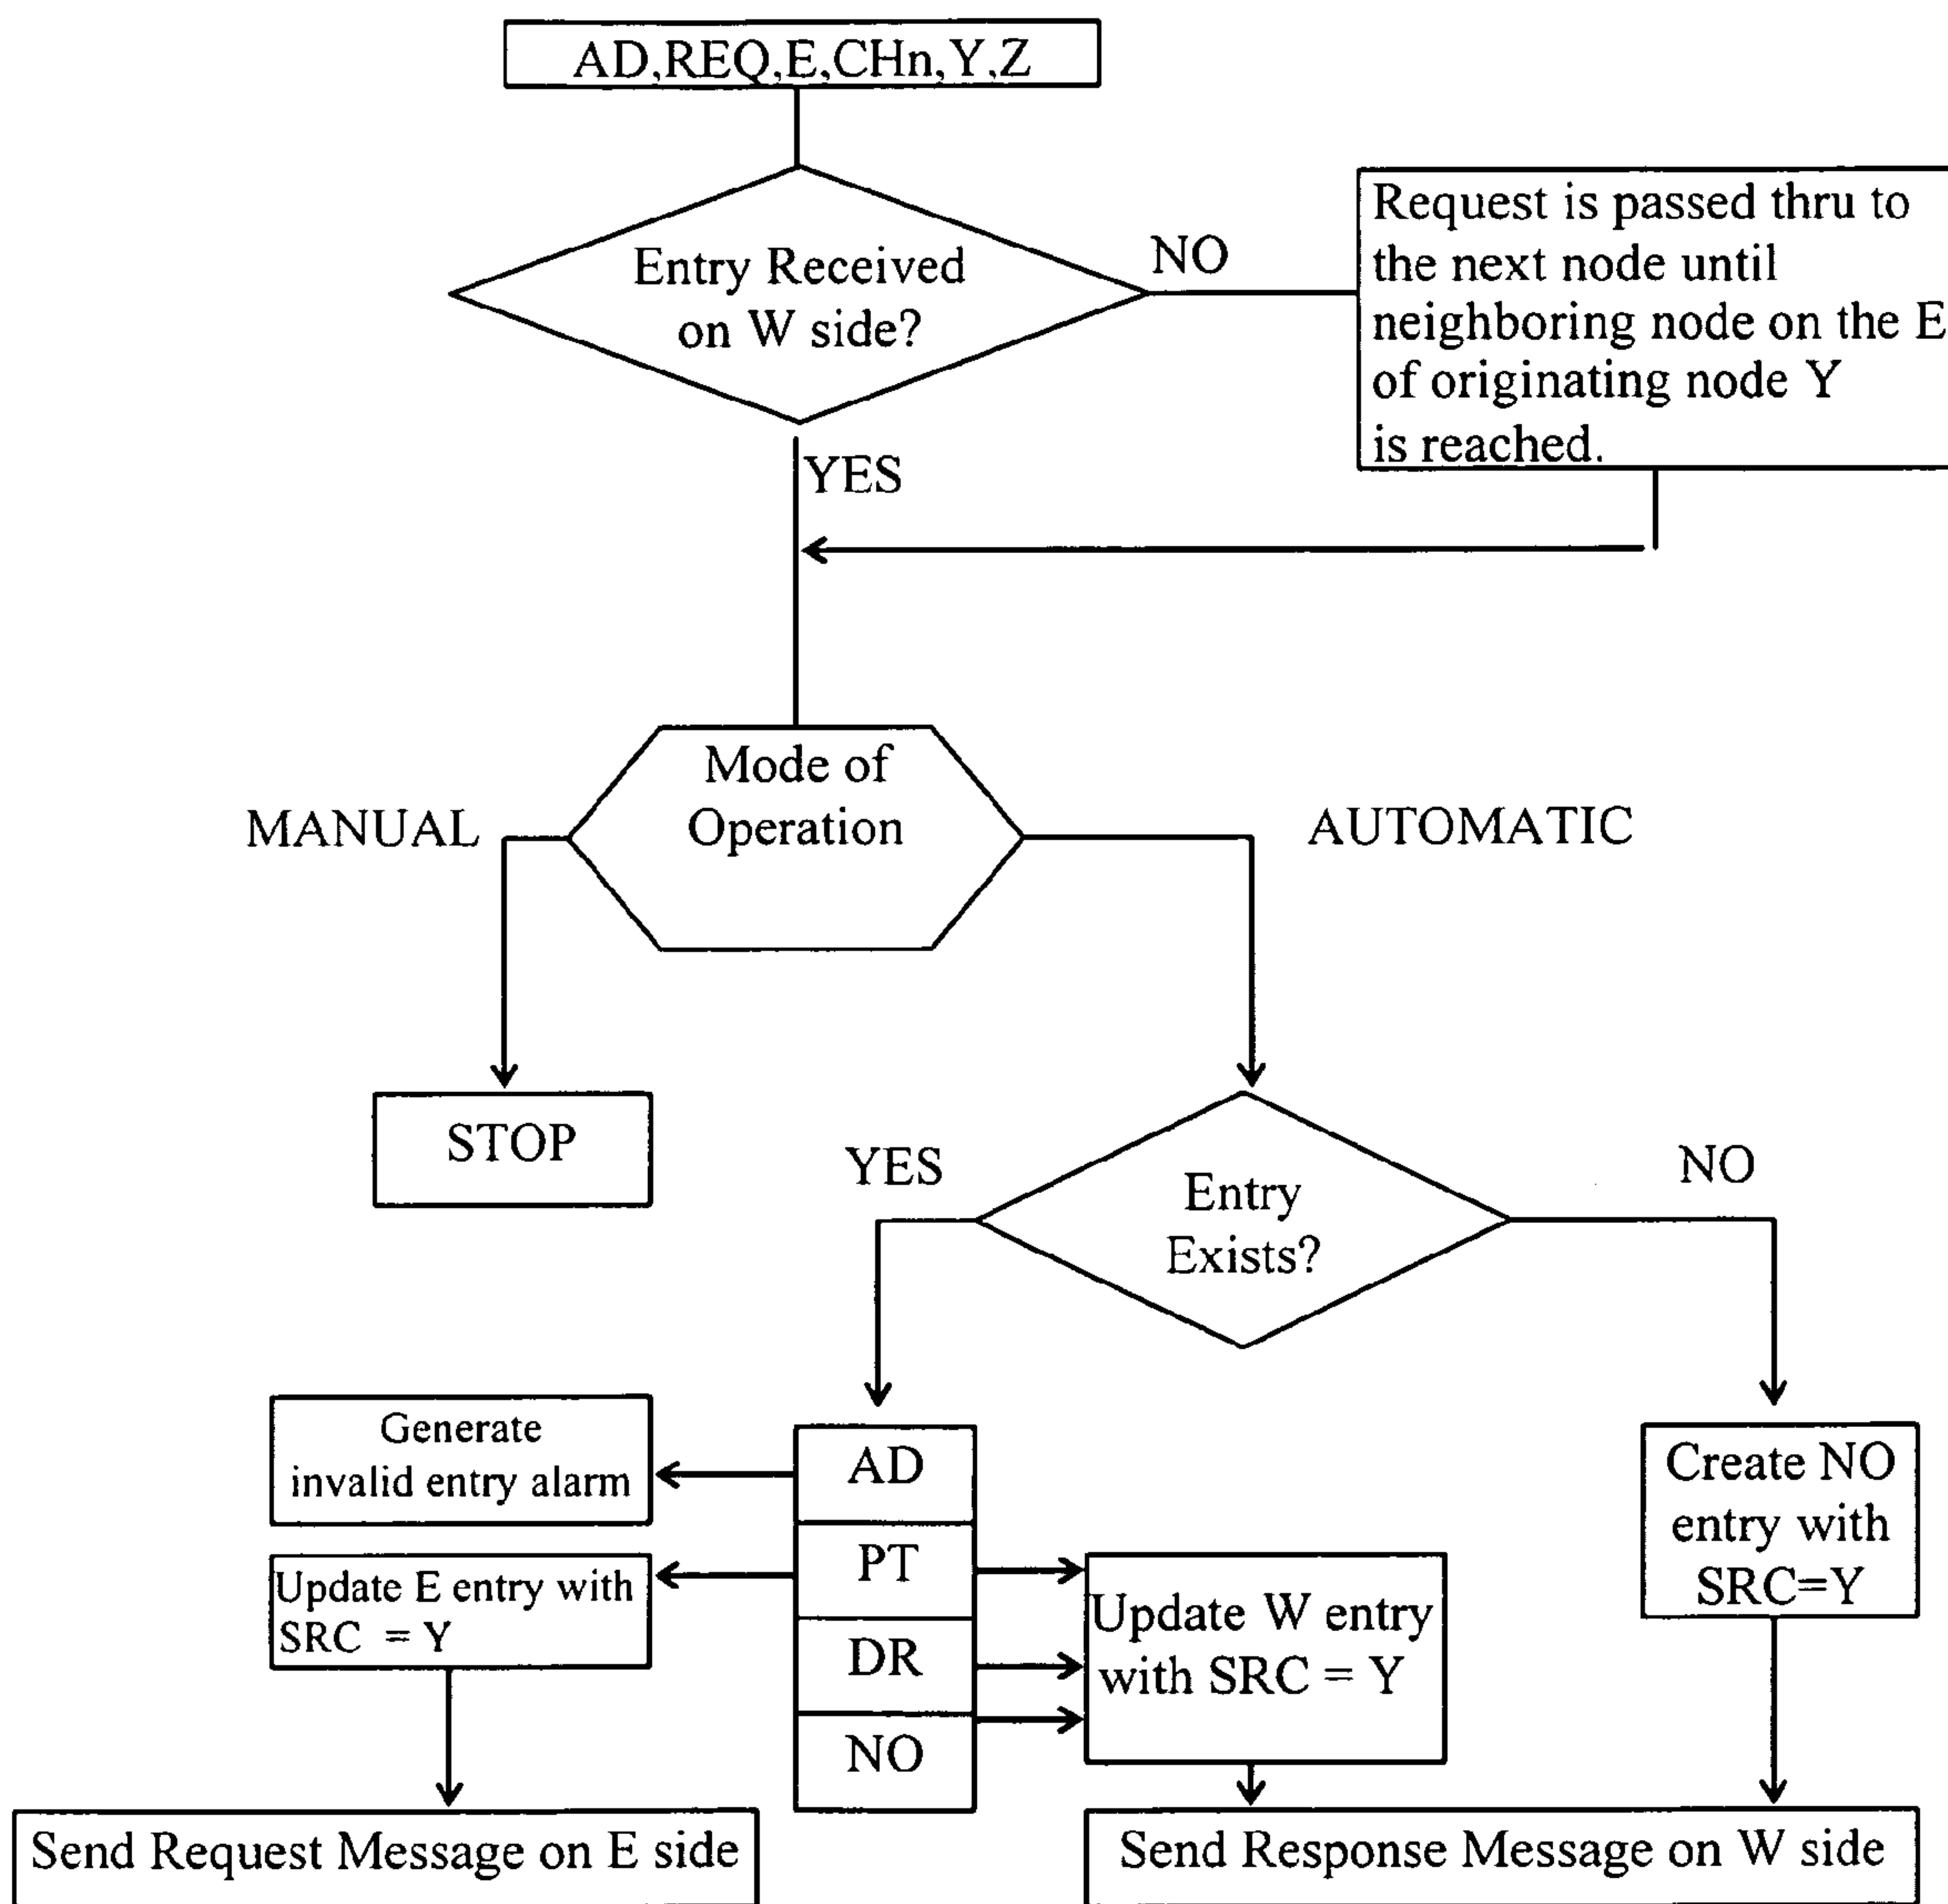 AD,REQ,E,CHn,Y,Z
Entry Received
on W side?
NO
Request is passed thru to
the next node until
neighboring node on the E
of originating node Y
is reached.
YES
Mode of
Operation
MANUAL
AUTOMATIC
STOP
YES
Entry
Exists?
NO
Generate
invalid entry alarm
AD
PT
DR
NO
Update E entry with
SRC = Y
Update W entry
with SRC = Y
Create NO
entry with
SRC=Y
Send Request Message on E side
Send Response Message on W side